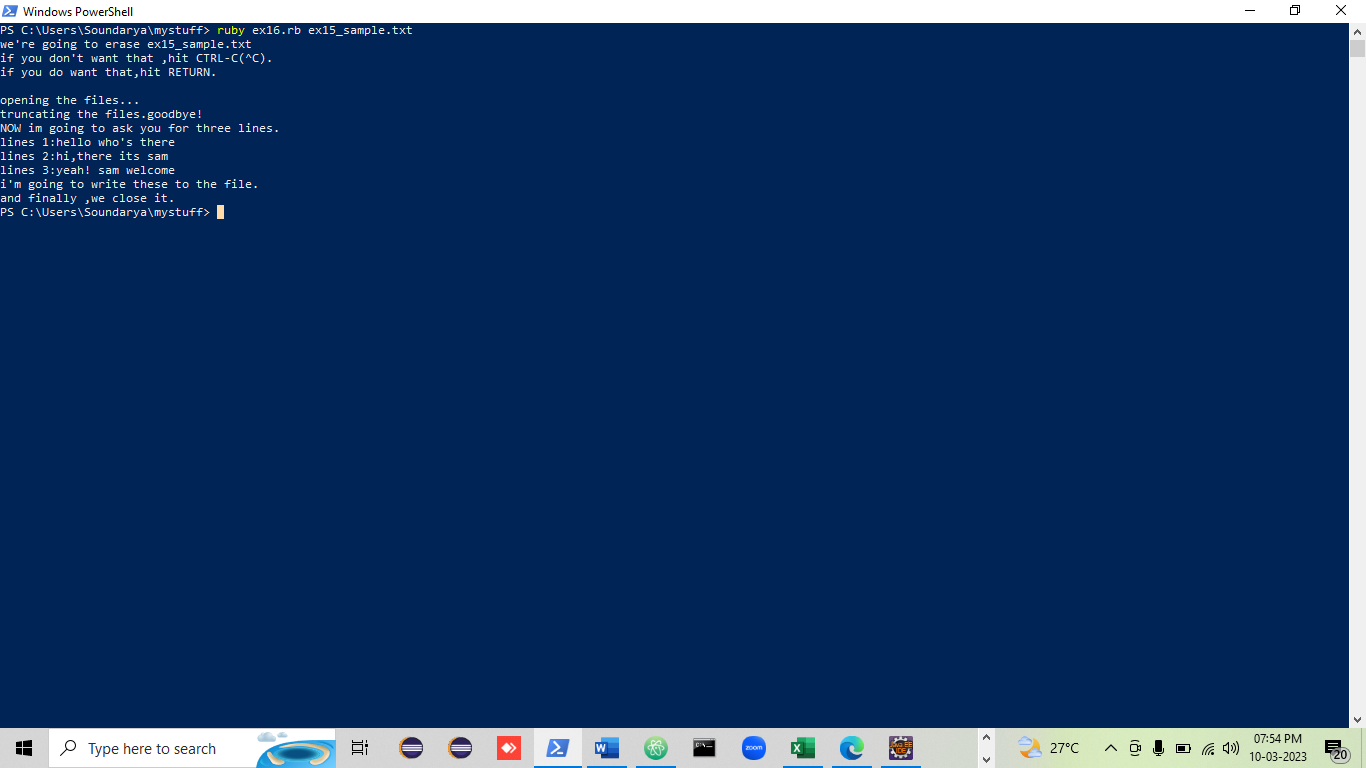 Windows PowerShell
PS C:\Users\Soundarya\mystuff> ruby ex16.rb ex15_sample.txt
we're going to erase ex15_sample.txt
if you don't want that ,hit CTRL-C(^C).
if you do want that,hit RETURN.
opening the files...
truncating the files.goodbye!
NOW im going to ask you for three lines.
lines 1:hello who's there
lines 2:hi,there its sam
lines 3:yeah! sam welcome
i'm going to write these to the file.
and finally ,we close it.
PS C:\Users\Soundarya\mystuff>
Type here to search
zoom
27°C
07:54 PM
10-03-2023
20